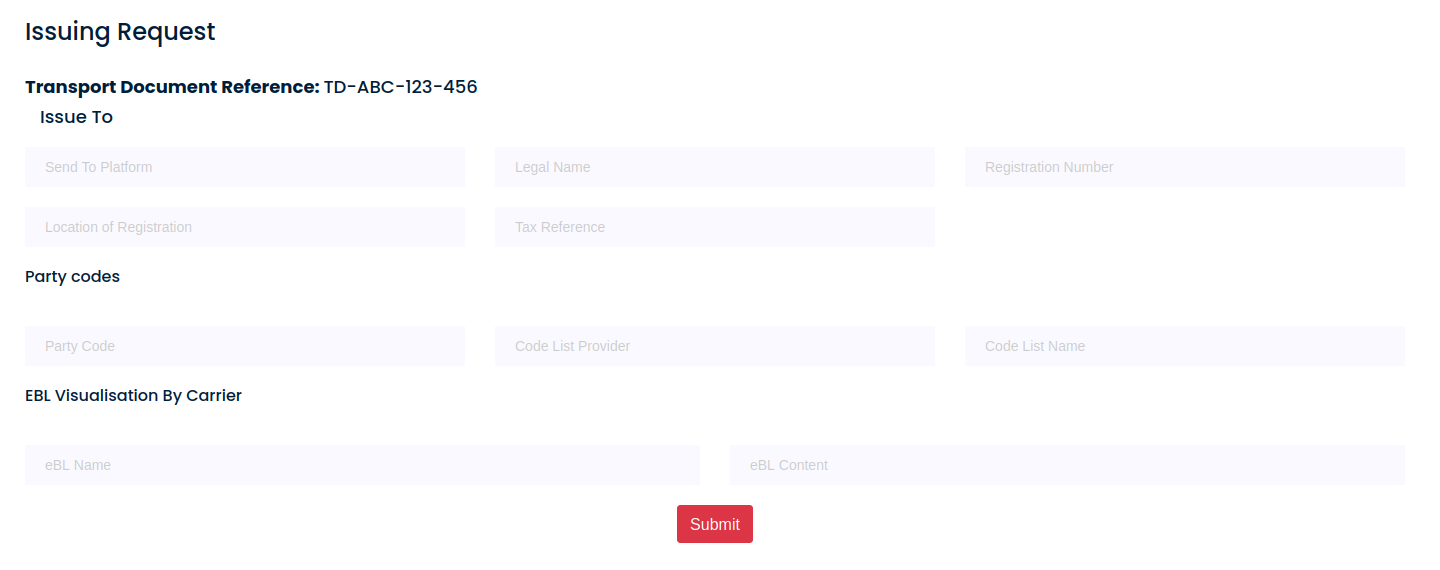 Issuing Request
Transport Document Reference: TD-ABC-123-456
Issue To
Send To Platform
Legal Name
Registration Number
Location of Registration
Tax Reference
Party codes
Party Code
Code List Provider
Code List Name
EBL Visualisation By Carrier
eBL Name
eBL Content
Submit